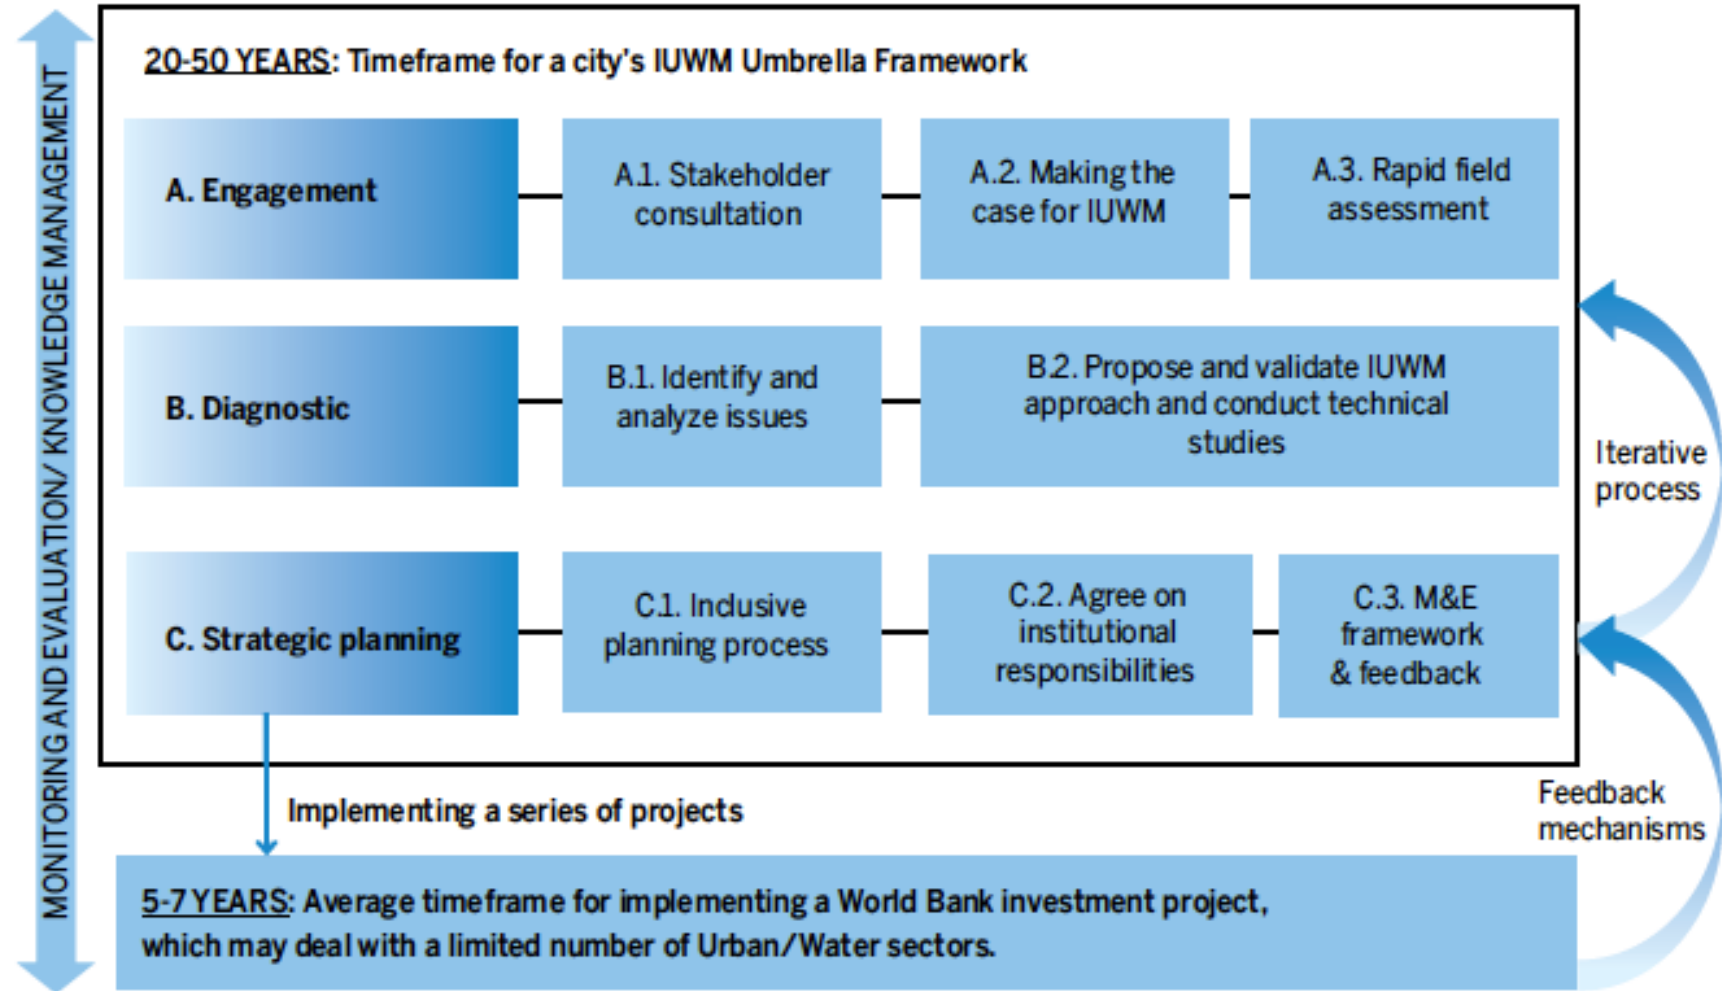 MONITORING AND EVALUATION/ KNOWLEDGE MANAGEMENT
20-50 YEARS: Timeframe for a city's IUWM Umbrella Framework
A. Engagement
A.1. Stakeholder
consultation
A.2. Making the
case for IUWM
A.3. Rapid field
assessment
B. Diagnostic
B.1. Identify and
analyze issues
B.2. Propose and validate IUWM
approach and conduct technical
studies
Iterative
process
C. Strategic planning
C.1. Inclusive
planning process
C.2. Agree on
institutional
responsibilities
C.3. M&E
framework
& feedback
Implementing a series of projects
Feedback
mechanisms
5-7 YEARS: Average timeframe for implementing a World Bank investment project,
which may deal with a limited number of Urban/Water sectors.